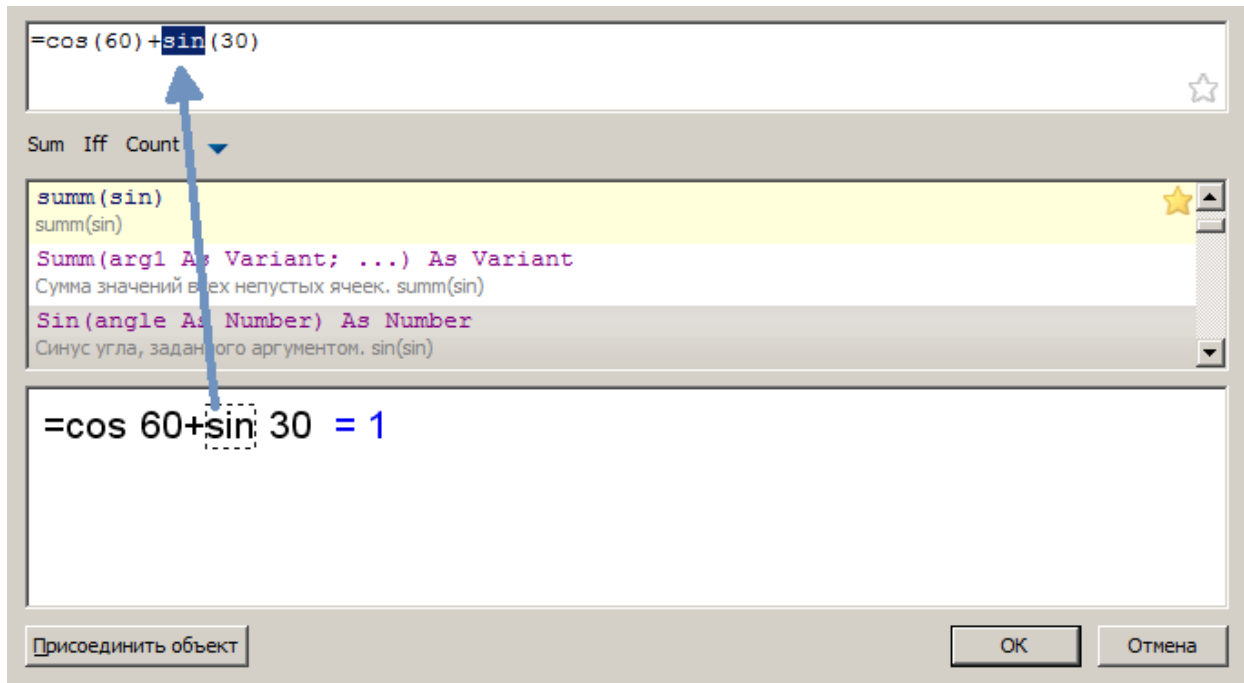 =cos(60)+sin(30)
Sum Iff Count
summ(sin)
summ(sin)
Summ(arg1 As Variant; ...) As Variant
Сумма значений всех непустых ячеек. summ(sin)
Sin(angle As Number) As Number
Синус угла, заданного аргументом. sin(sin)
=cos 60+sin 30 = 1
Присоединить объект
ОК
Отмена